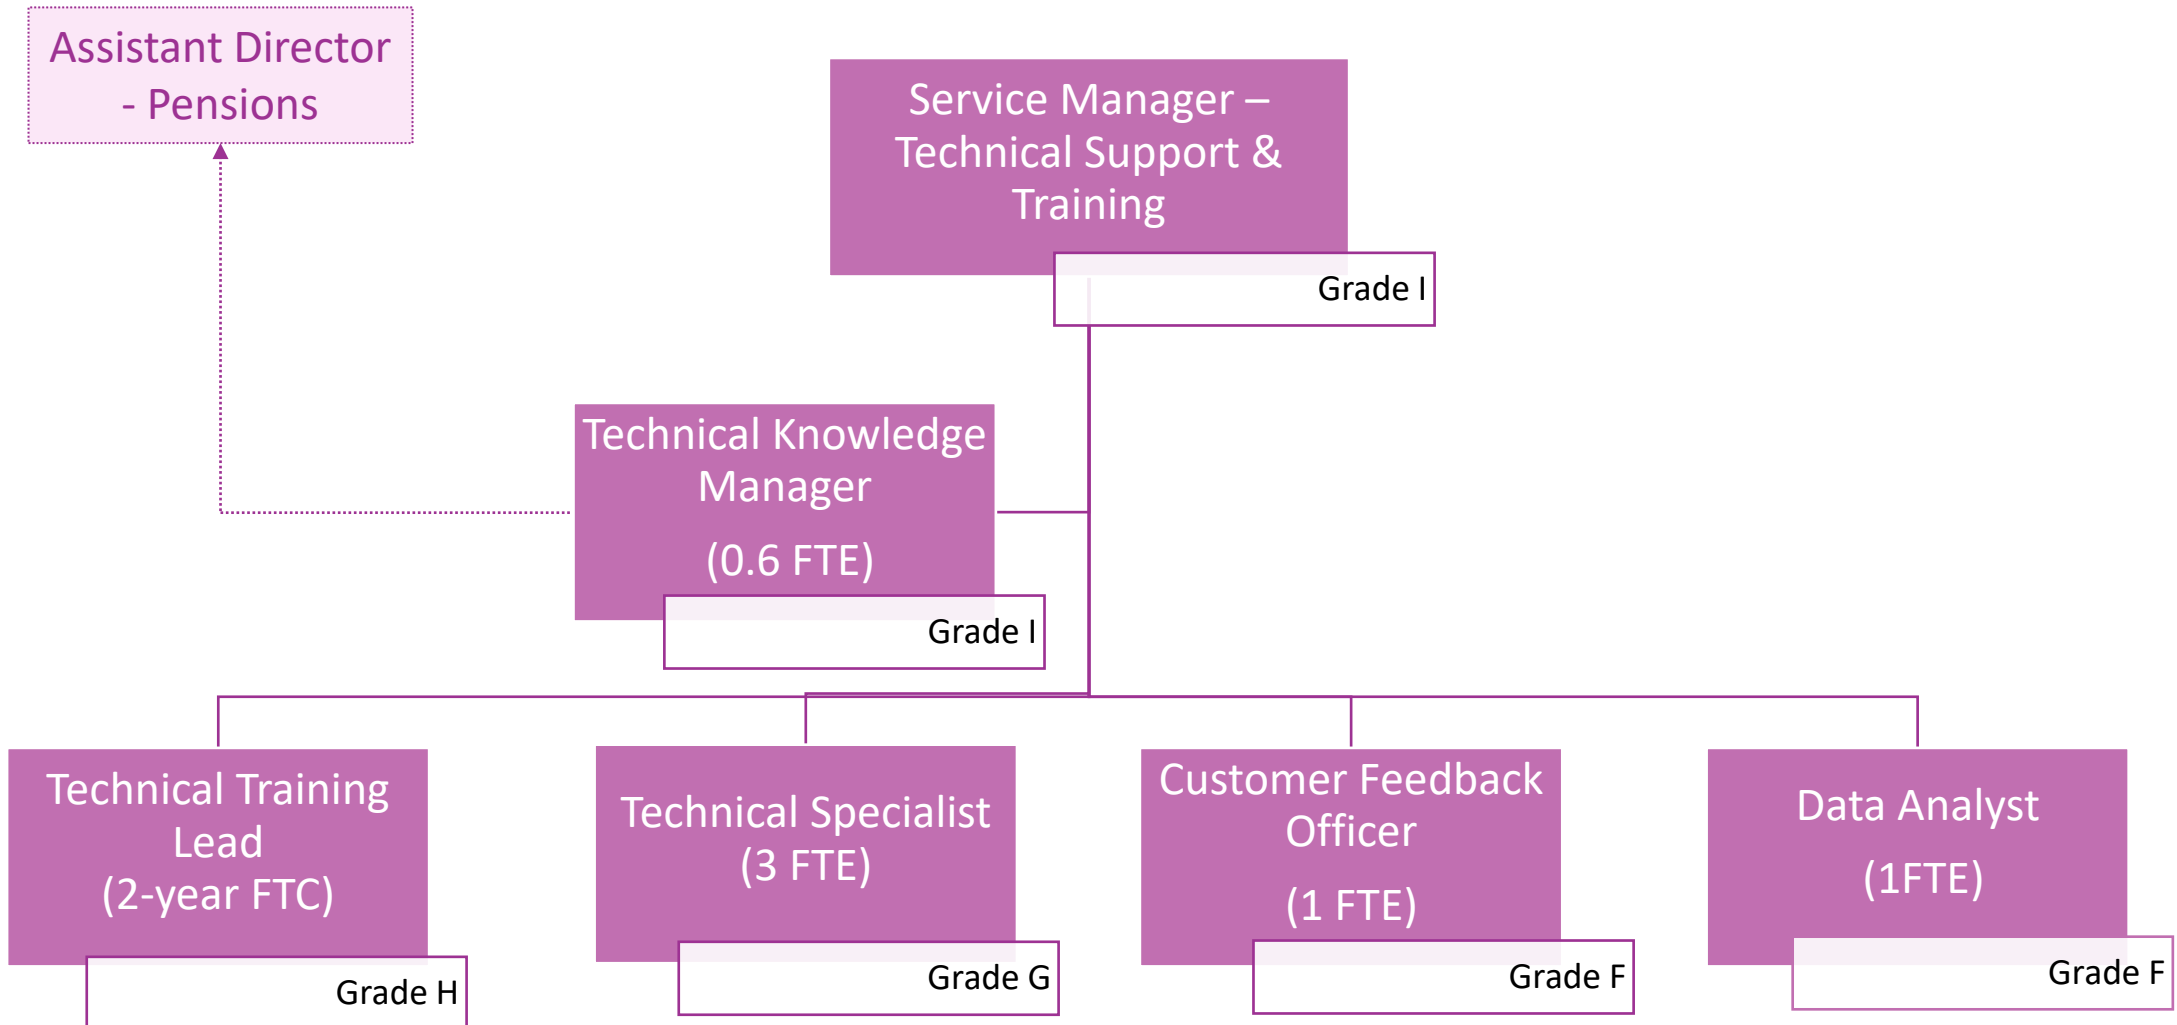 Assistant Director
- Pensions
Service Manager –
Technical Support &
Training
Grade I
Technical Knowledge
Manager
(0.6 FTE)
Grade I
Technical Training
Lead
(2-year FTC)
Grade H
Technical Specialist
(3 FTE)
Grade G
Customer Feedback
Officer
(1 FTE)
Grade F
Data Analyst
(1FTE)
Grade F